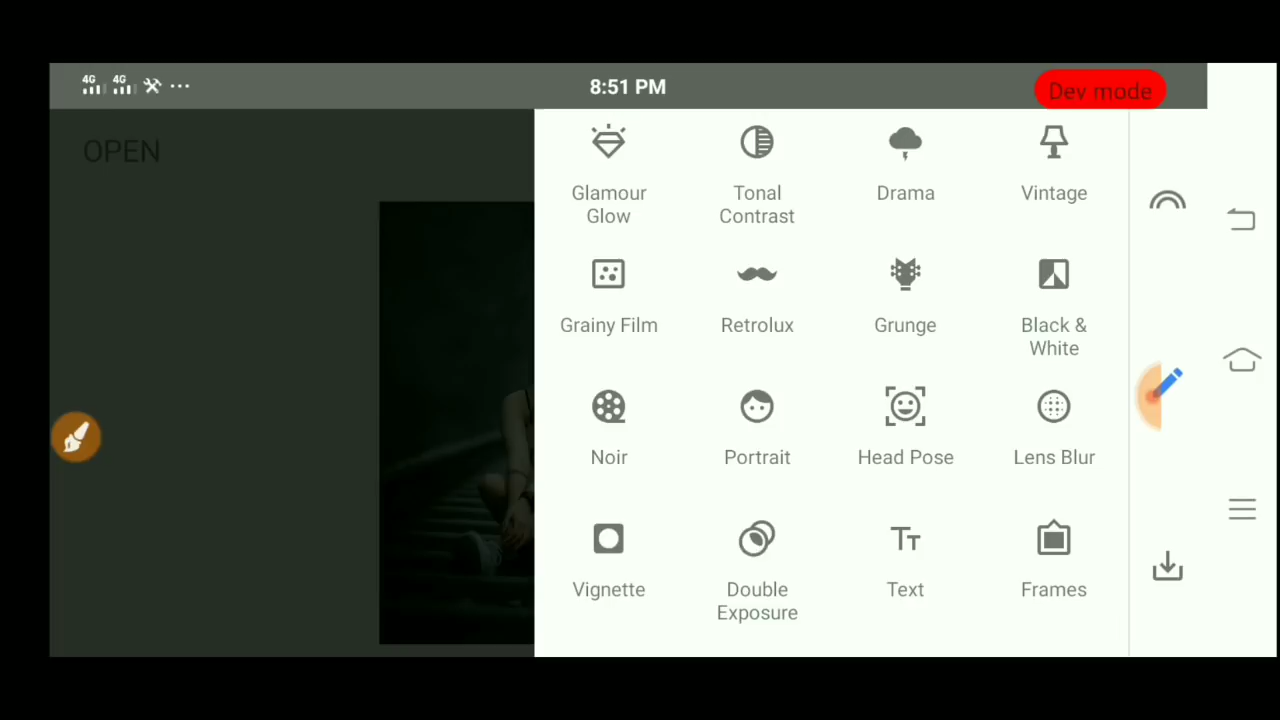 4G 4G 8:51 PM Dev mode
OPEN
Glamour Glow
Tonal Contrast
Drama
Vintage
Grainy Film
Retrolux
Grunge
Black & White
Noir
Portrait
Head Pose
Lens Blur
Vignette
Double Exposure
Text
Frames